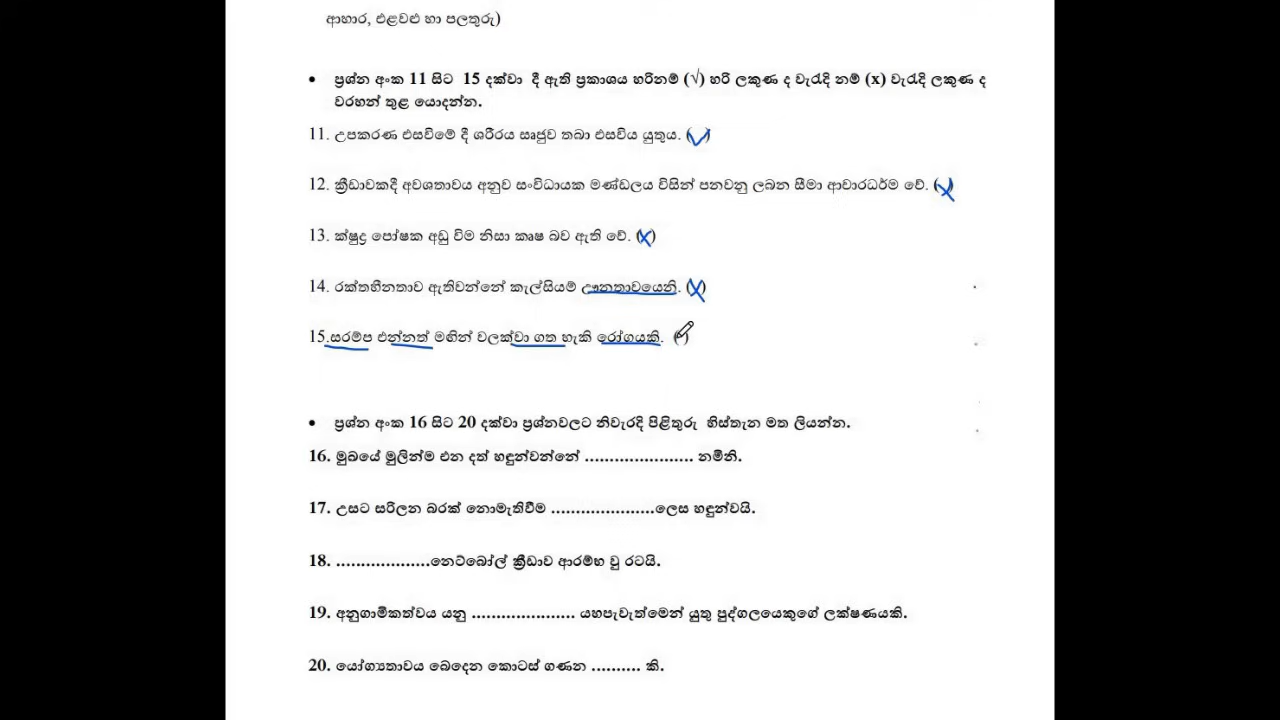 ආහාර, එළවළු හා පලතුරු)
• ප්‍රශ්න අංක 11 සිට 15 දක්වා දී ඇති ප්‍රකාශය හරිනම් (√) හරි ලකුණ ද වැරැදි නම් (x) වැරැදි ලකුණ ද
වරහන් තුළ යොදන්න.
11. උපකරණ එසවීමේ දී ශරීරය සෘජුව තබා එසවිය යුතුය. (✓)
12. ක්‍රීඩාවකදී අවශතාවය අනුව සංවිධායක මණ්ඩලය විසින් පනවනු ලබන සීමා ආචාරධර්ම වේ. (x)
13. ක්ෂුද්‍ර පෝෂක අඩු විම නිසා කෘෂ බව ඇති වේ. (x)
14. රක්තහීනතාව ඇතිවන්නේ කැල්සියම් ඌනතාවයෙනි. (x)
15.සරම්ප එන්නත් මඟින් වලක්වා ගත හැකි රෝගයකි. ( )
• ප්‍රශ්න අංක 16 සිට 20 දක්වා ප්‍රශ්නවලට නිවැරදි පිළිතුරු හිස්තැන මත ලියන්න.
16. මුඛයේ මුලින්ම එන දත් හඳුන්වන්නේ ...................... නමිනි.
17. උසට සරිලන බරක් නොමැතිවීම .....................ලෙස හඳුන්වයි.
18. ...................නෙට්බෝල් ක්‍රීඩාව ආරම්භ වු රටයි.
19. අනුගාමිකත්වය යනු ..................... යහපැවැත්මෙන් යුතු පුද්ගලයෙකුගේ ලක්ෂණයකි.
20. යෝග්‍යතාවය බෙදෙන කොටස් ගණන .......... කි.